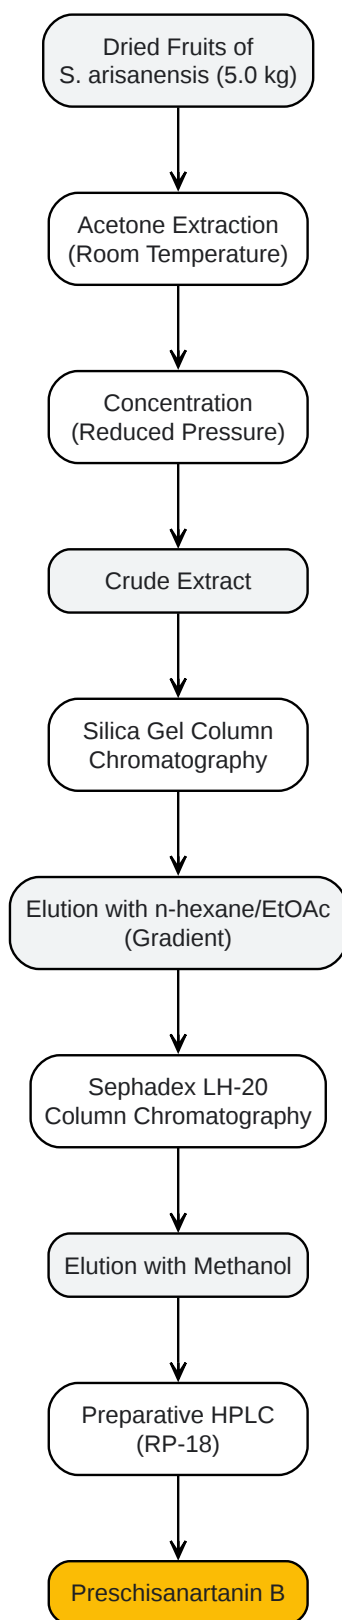 Dried Fruits of
S. arisanensis (5.0 kg)
Acetone Extraction
(Room Temperature)
Concentration
(Reduced Pressure)
Crude Extract
Silica Gel Column
Chromatography
Elution with n-hexane/EtOAc
(Gradient)
Sephadex LH-20
Column Chromatography
Elution with Methanol
Preparative HPLC
(RP-18)
Preschisanartanin B